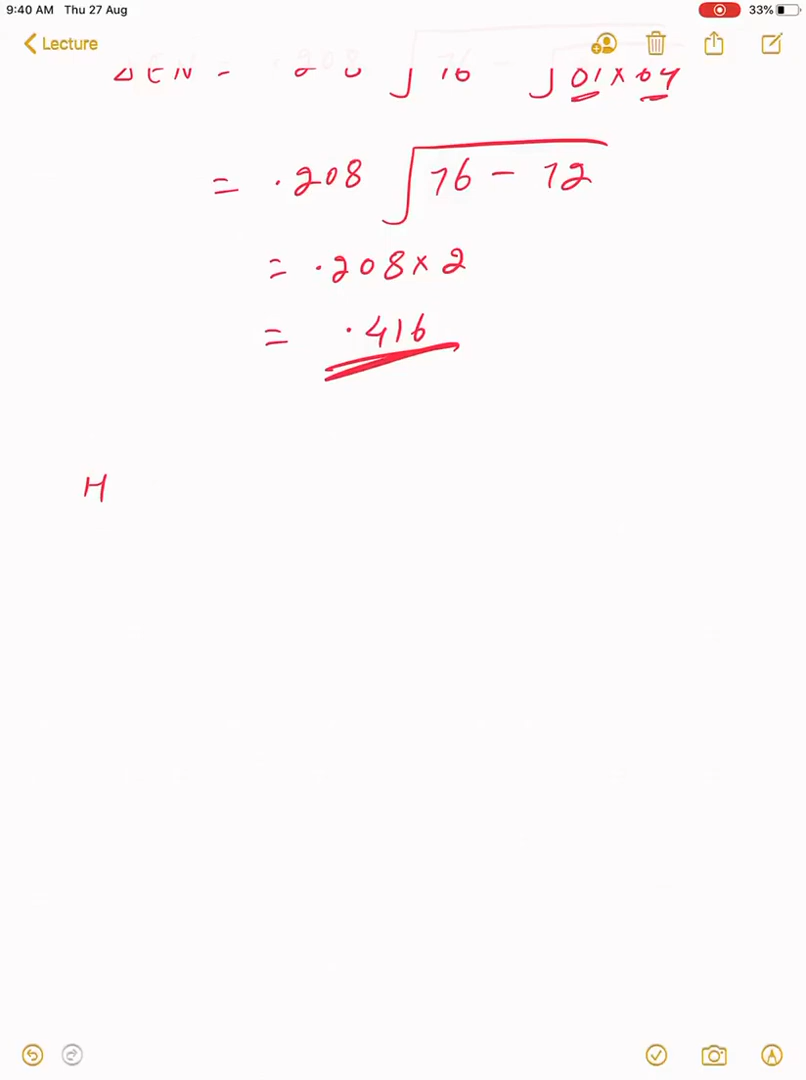 9:40 AM Thu 27 Aug 33%
Lecture
= .208 √76 - 72
= .208 × 2
= .416
H